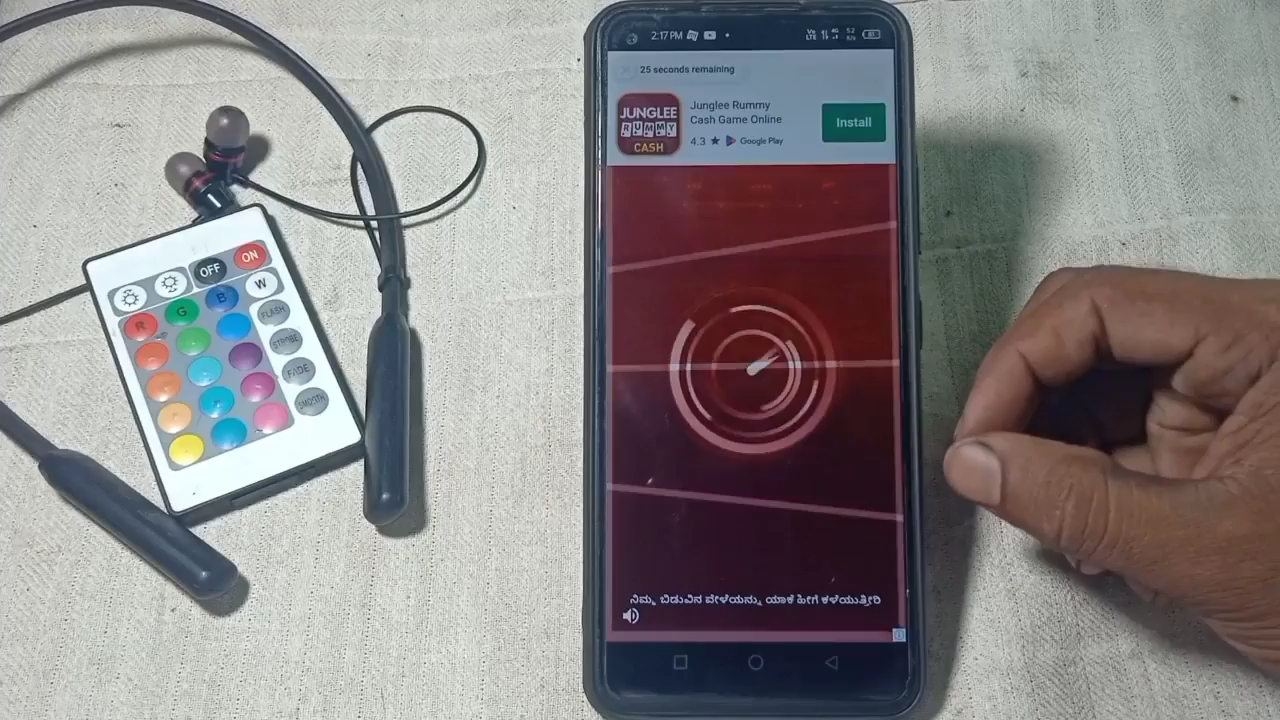 2:17 PM
25 seconds remaining
JUNGLEE
RUMMY
CASH
Junglee Rummy
Cash Game Online
4.3 ★ Google Play
Install
ನಿಮ್ಮ ಬಿಡುವಿನ ವೇಳೆಯನ್ನು ಯಾಕೆ ಹೀಗೆ ಕಳೆಯುತ್ತೀರಿ
ON
OFF
W
B
G
R
FLASH
STROBE
FADE
SMOOTH